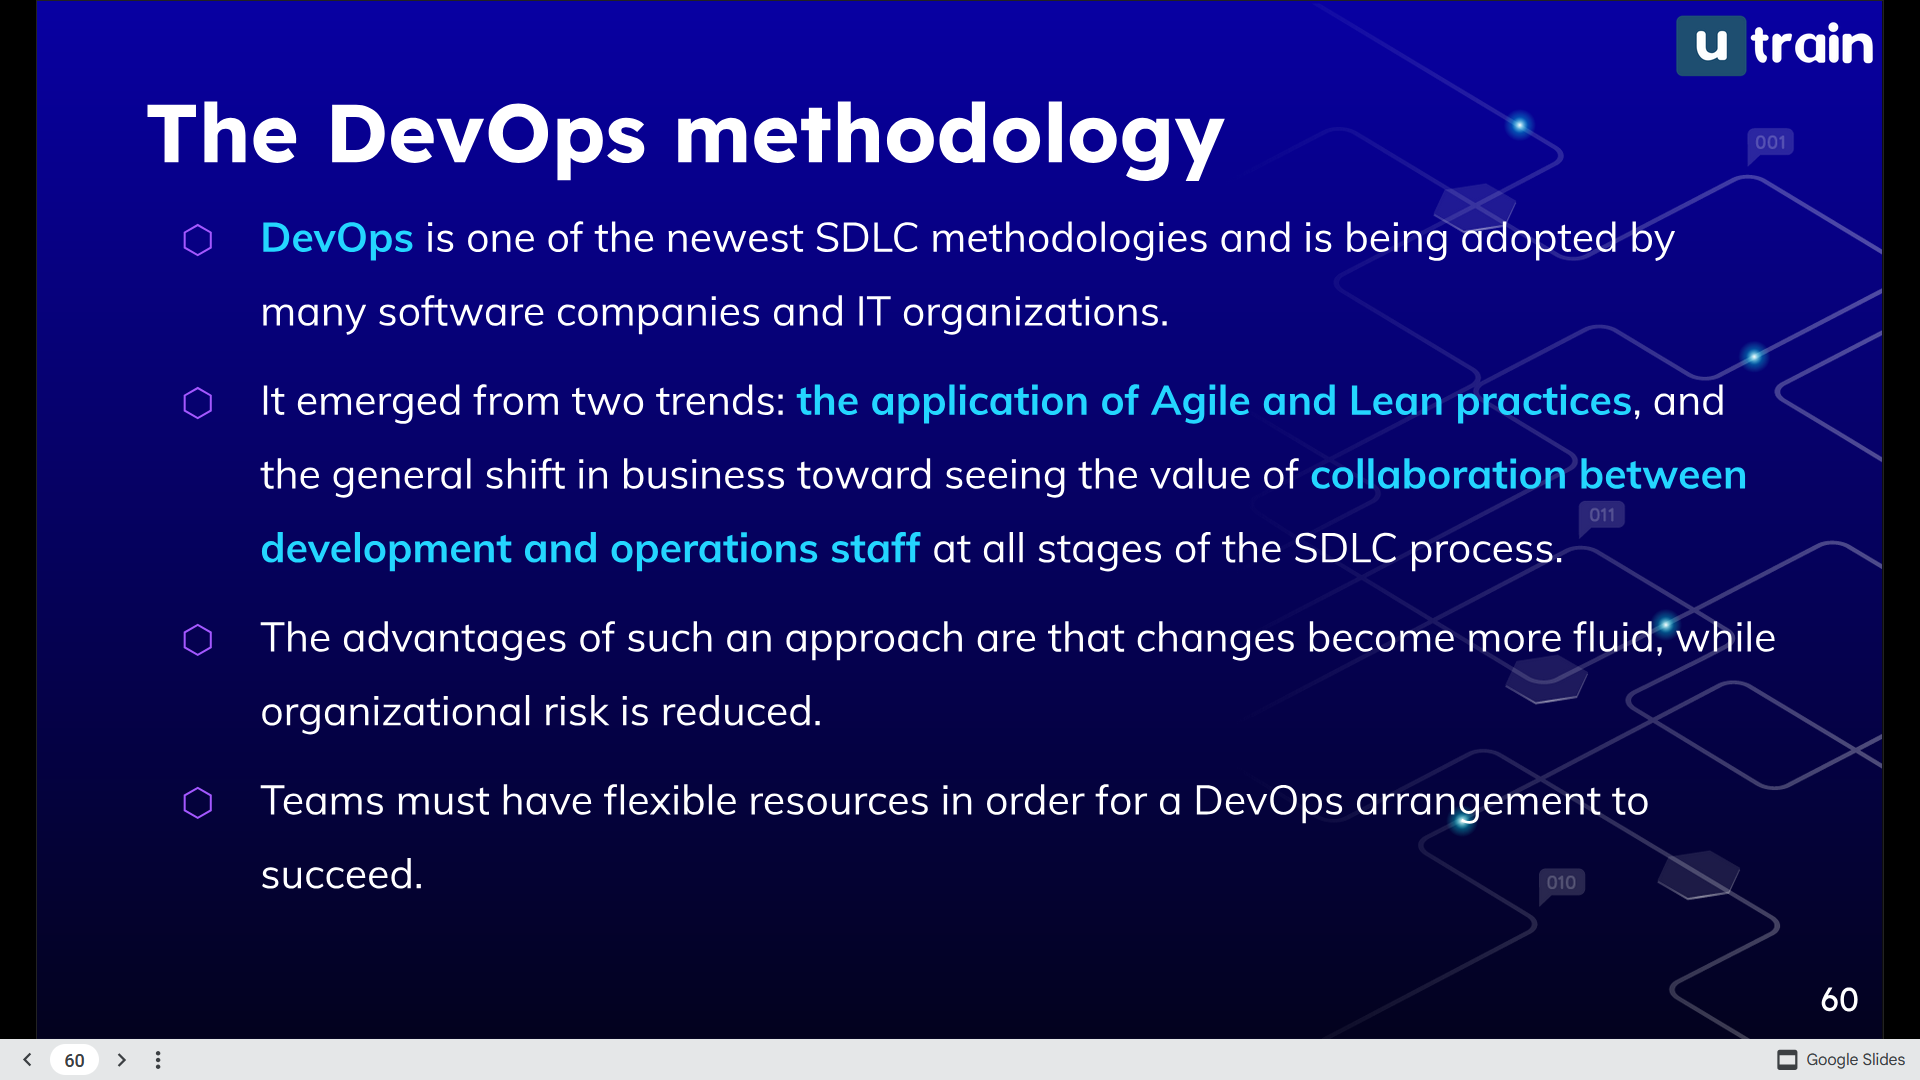 u train
The DevOps methodology
001
DevOps is one of the newest SDLC methodologies and is being adopted by
many software companies and IT organizations.
It emerged from two trends: the application of Agile and Lean practices, and
the general shift in business toward seeing the value of collaboration between
011
development and operations staff at all stages of the SDLC process.
The advantages of such an approach are that changes become more fluid, while
organizational risk is reduced.
Teams must have flexible resources in order for a DevOps arrangement to
succeed.
010
60
60
Google Slides